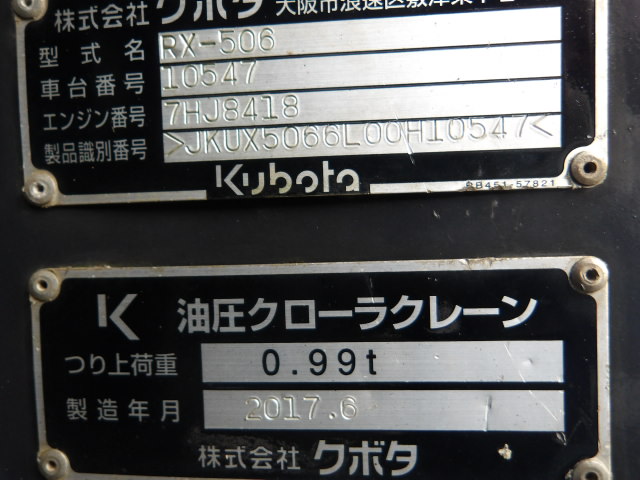 株式会社 クボタ 大阪市浪速区敷津東
型式名 RX-506
車台番号 10547
エンジン番号 7HJ8418
製品識別番号 >JKUX5066L00H10547<
Kubota
RB451-57821
K 油圧クローラクレーン
つり上荷重 0.99t
製造年月 2017.6
株式会社 クボタ